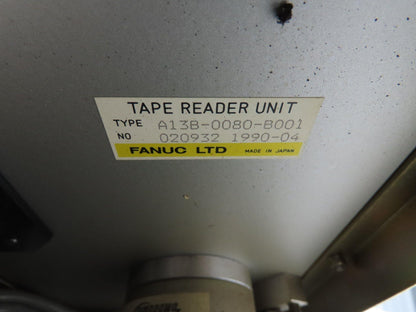 TAPE READER UNIT
TYPE A13B-0080-B001
NO 020932 1990-04
FANUC LTD MADE IN JAPAN